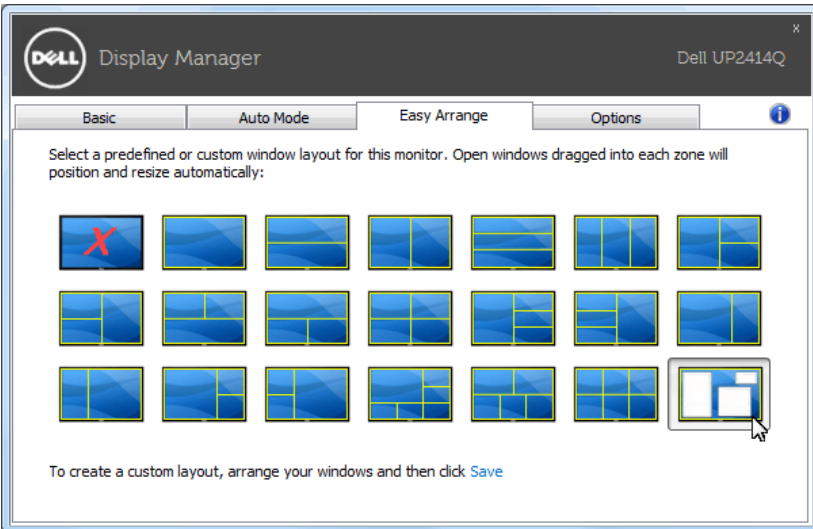 x
DELL Display Manager Dell UP2414Q
Basic Auto Mode Easy Arrange Options i
Select a predefined or custom window layout for this monitor. Open windows dragged into each zone will
position and resize automatically:
X
To create a custom layout, arrange your windows and then click Save